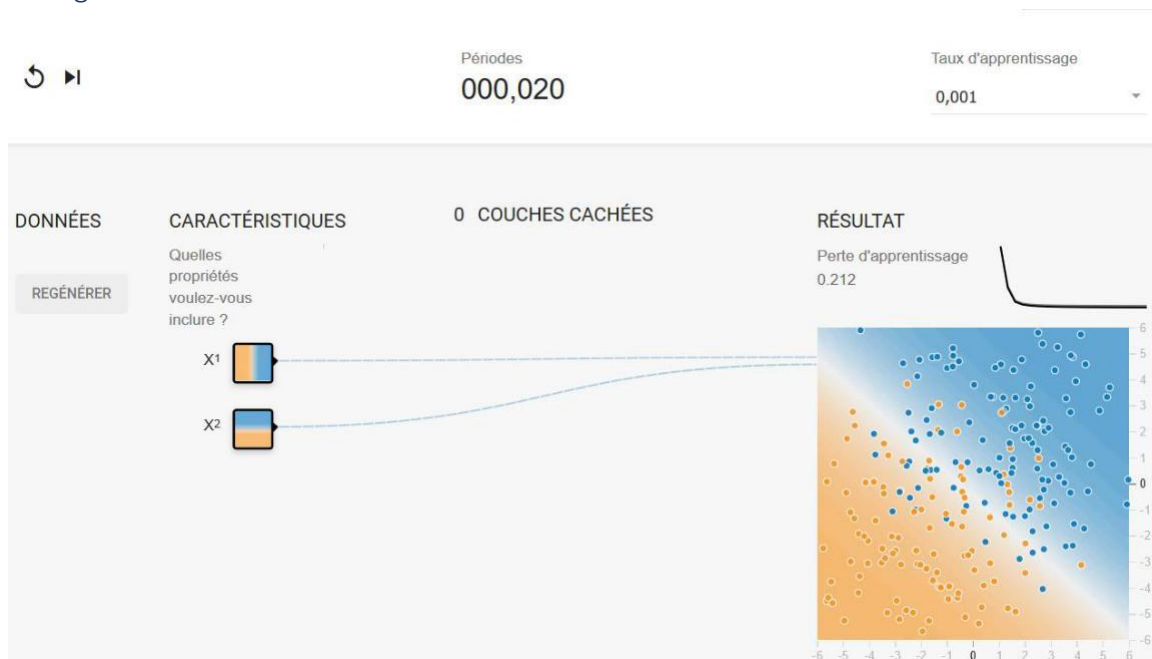 Périodes
000,020
Taux d'apprentissage
0,001
DONNÉES
CARACTÉRISTIQUES
0 COUCHES CACHÉES
RÉSULTAT
REGÉNÉRER
Quelles
propriétés
voulez-vous
inclure ?
Perte d'apprentissage
0.212
X1
X2
6
5
4
3
2
1
0
-1
-2
-3
-4
-5
-6
-6 -5 -4 -3 -2 -1 0 1 2 3 4 5 6